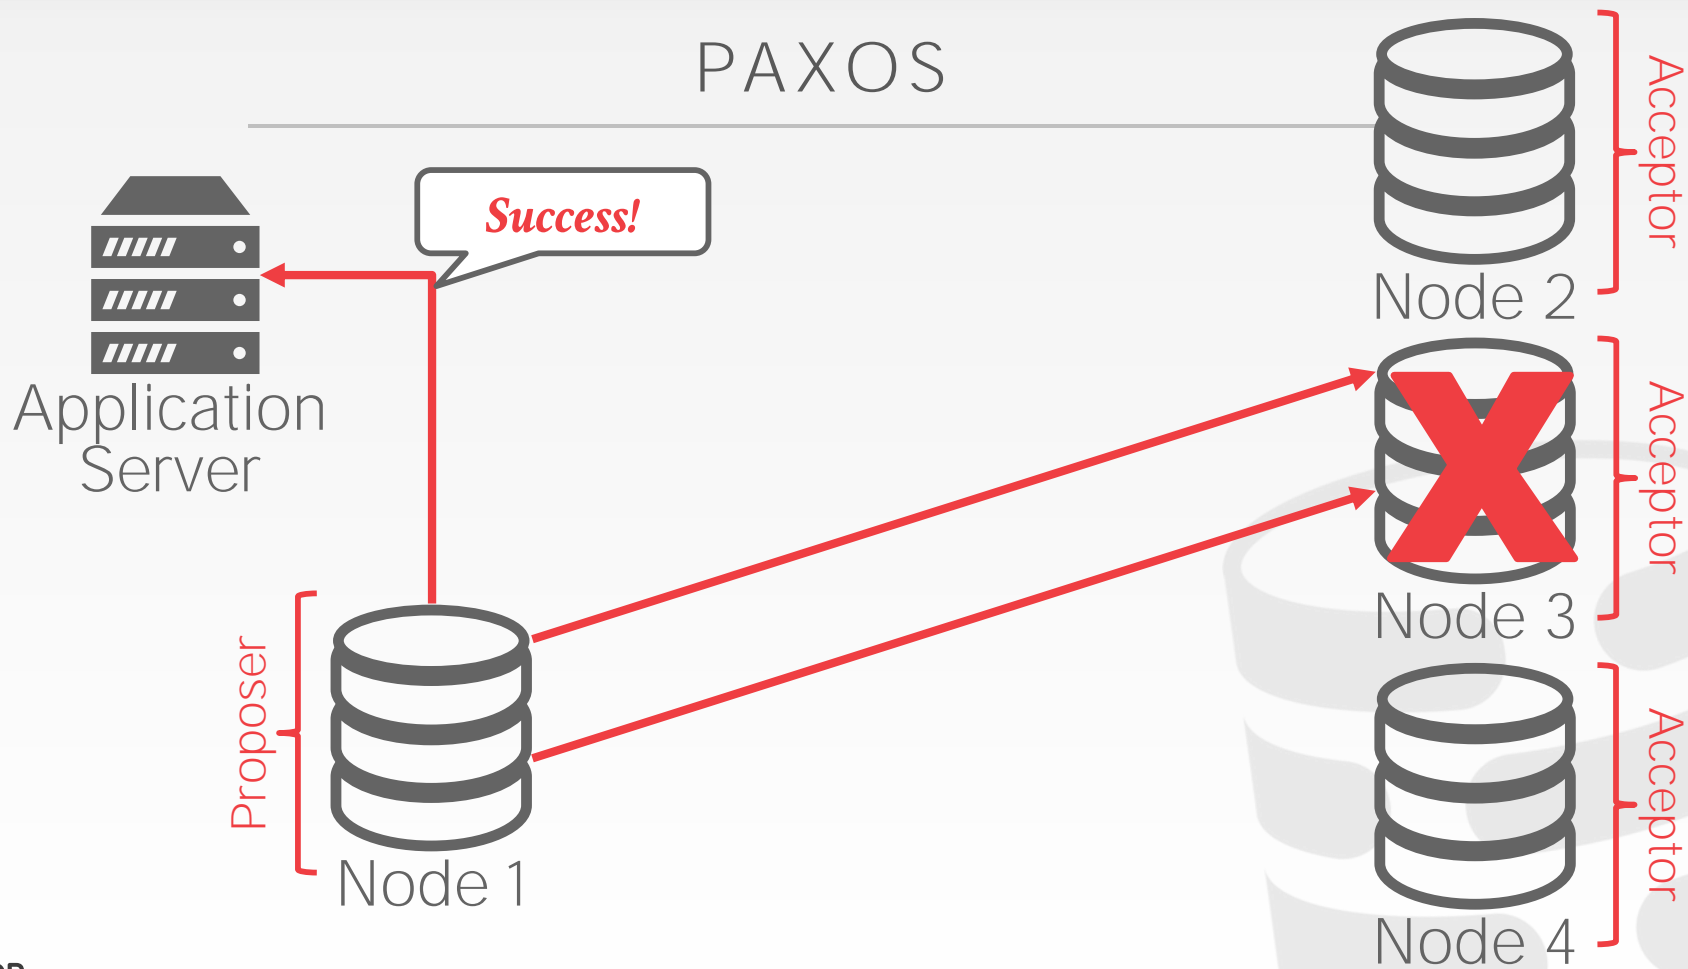 PAXOS
Success!
Application
Server
Proposer
Node 1
Node 2
Acceptor
Node 3
Acceptor
Node 4
Acceptor